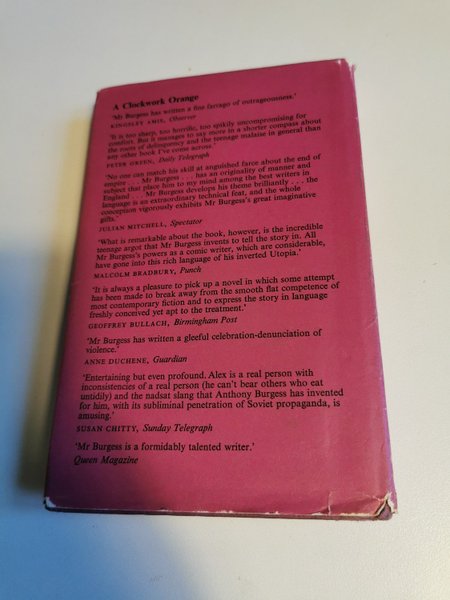 A Clockwork Orange
'Mr Burgess has written a fine farrago of outrageousness.'
KINGSLEY AMIS, Observer
'It is too sharp, too horrific, too spikily uncompromising for
comfort. But it manages to say more in a shorter compass about
the roots of delinquency and the teenage malaise in general than
any other book I've come across.'
PETER GREEN, Daily Telegraph
'No one can match his skill at anguished farce about the end of
empire . . . Mr Burgess . . . has an originality of manner and
subject that place him to my mind among the best writers in
England . . . Mr Burgess develops his theme brilliantly . . . the
language is an extraordinary technical feat, and the whole
conception vigorously exhibits Mr Burgess's great imaginative
gifts.'
JULIAN MITCHELL, Spectator
'What is remarkable about the book, however, is the incredible
teenage argot that Mr Burgess invents to tell the story in. All
Mr Burgess's powers as a comic writer, which are considerable,
have gone into this rich language of his inverted Utopia.'
MALCOLM BRADBURY, Punch
'It is always a pleasure to pick up a novel in which some attempt
has been made to break away from the smooth flat competence of
most contemporary fiction and to express the story in language
freshly conceived yet apt to the treatment.'
GEOFFREY BULLACH, Birmingham Post
'Mr Burgess has written a gleeful celebration-denunciation of
violence.'
ANNE DUCHENE, Guardian
'Entertaining but even profound. Alex is a real person with
inconsistencies of a real person (he can't bear others who eat
untidily) and the nadsat slang that Anthony Burgess has invented
for him, with its subliminal penetration of Soviet propaganda, is
amusing.'
SUSAN CHITTY, Sunday Telegraph
'Mr Burgess is a formidably talented writer.'
Queen Magazine